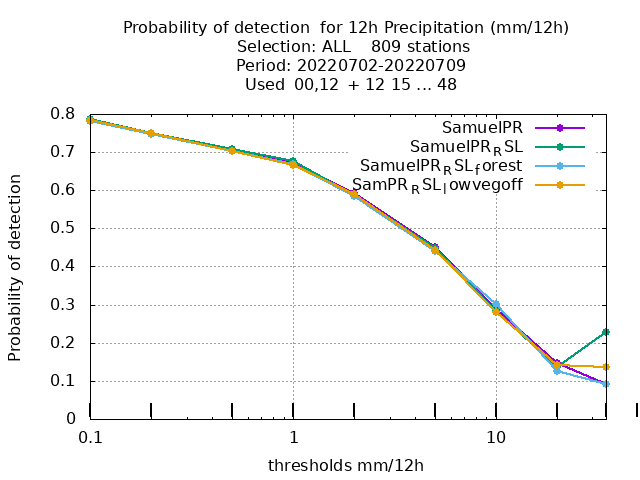 Probability of detection for 12h Precipitation (mm/12h)
Selection: ALL 809 stations
Period: 20220702-20220709
Used 00,12 + 12 15 ... 48
SamuelPR
SamuelPR_RSL
SamuelPR_RSL_forest
SamPR_RSL_lowvegoff
Probability of detection
0.8
0.7
0.6
0.5
0.4
0.3
0.2
0.1
0
0.1 1 10
thresholds mm/12h